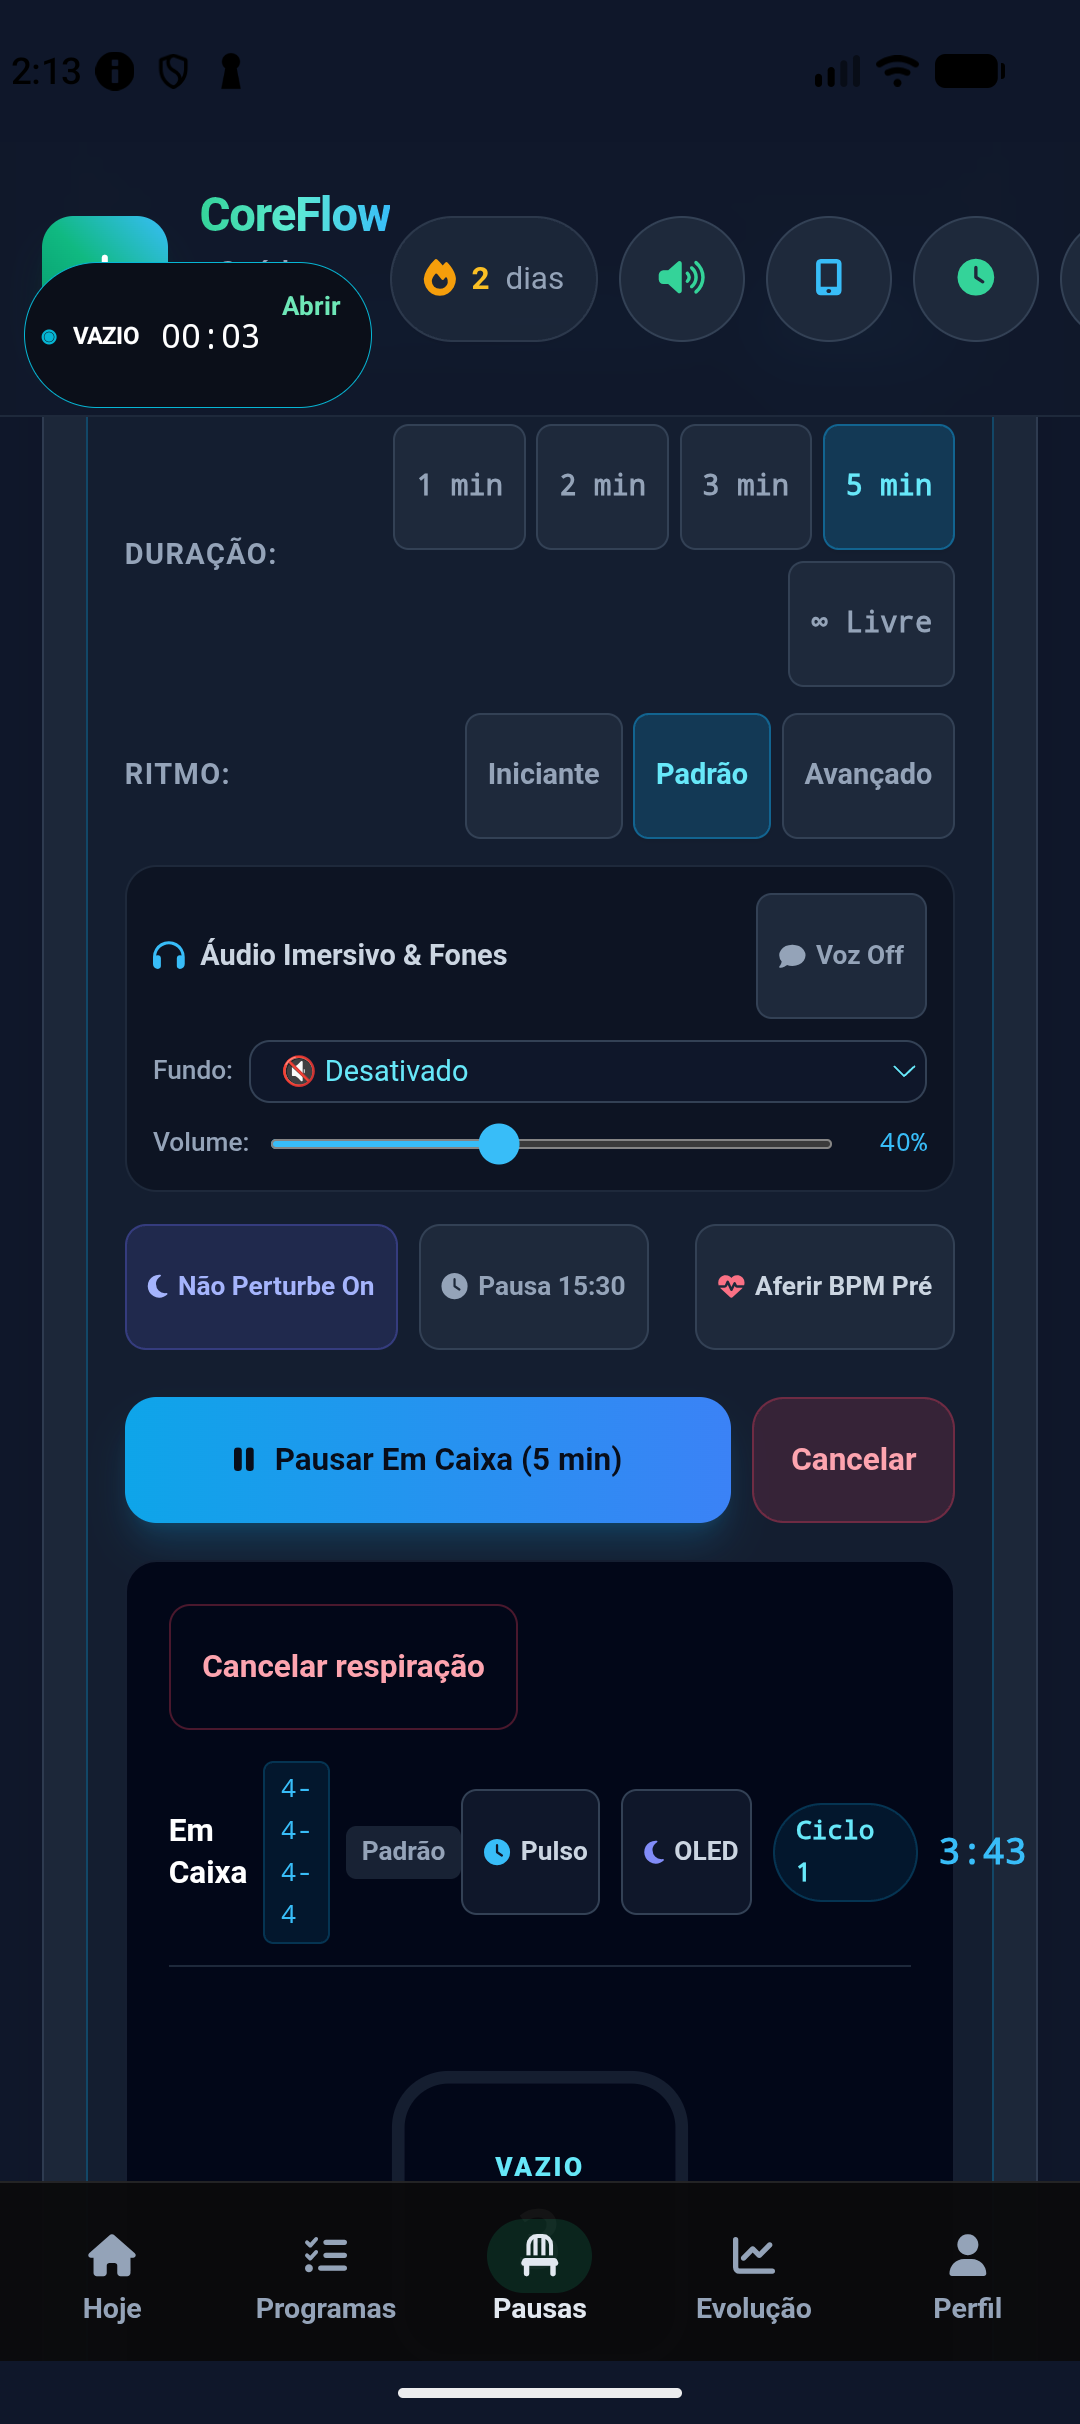 2:13
CoreFlow
2 dias
Abrir
VAZIO 00:03
1 min 2 min 3 min 5 min
DURAÇÃO:
∞ Livre
RITMO: Iniciante Padrão Avançado
Áudio Imersivo & Fones Voz Off
Fundo: Desativado
Volume: 40%
Não Perturbe On Pausa 15:30 Aferir BPM Pré
Pausar Em Caixa (5 min) Cancelar
Cancelar respiração
Em
Caixa
4-
4-
4-
4
Padrão
Pulso
OLED
Ciclo
1
3:43
VAZIO
Hoje Programas Pausas Evolução Perfil